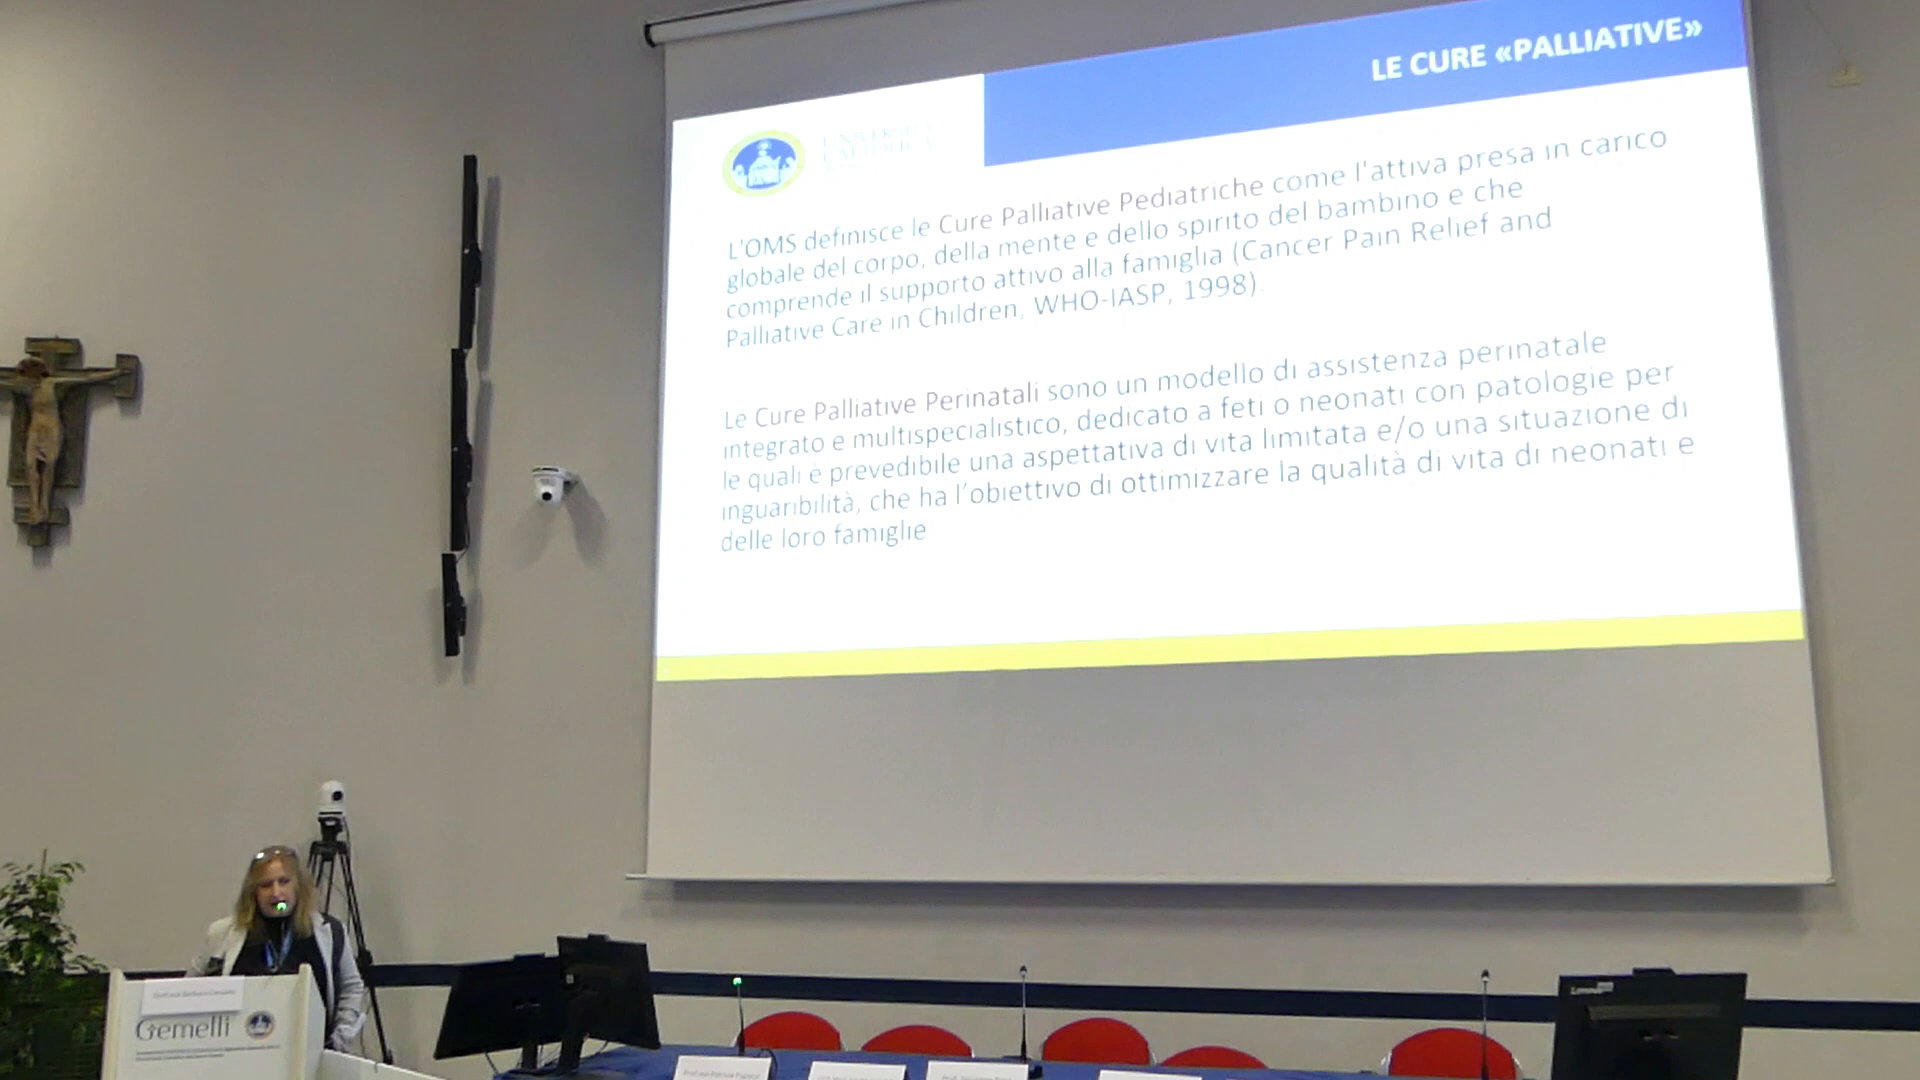 LE CURE «PALLIATIVE»
UNIVERSITÀ
CATTOLICA
L'OMS definisce le Cure Palliative Pediatriche come l'attiva presa in carico
globale del corpo, della mente e dello spirito del bambino e che
comprende il supporto attivo alla famiglia (Cancer Pain Relief and
Palliative Care in Children, WHO-IASP, 1998).
Le Cure Palliative Perinatali sono un modello di assistenza perinatale
integrato e multispecialistico, dedicato a feti o neonati con patologie per
le quali è prevedibile una aspettativa di vita limitata e/o una situazione di
inguaribilità, che ha l'obiettivo di ottimizzare la qualità di vita di neonati e
delle loro famiglie
Gemelli
Lenovo